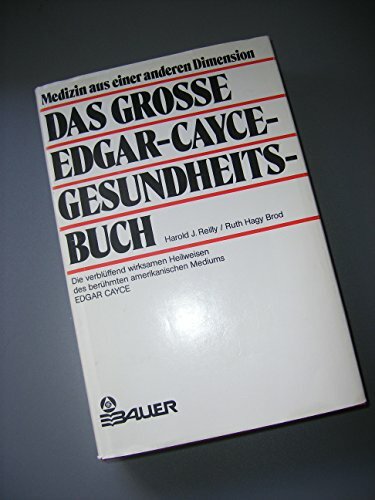 Medizin aus einer anderen Dimension
DAS GROSSE
EDGAR-CAYCE-
GESUNDHEITS-
BUCH
Harold J. Reilly / Ruth Hagy Brod
Die verblüffend wirksamen Heilweisen
des berühmten amerikanischen Mediums
EDGAR CAYCE
BAUER